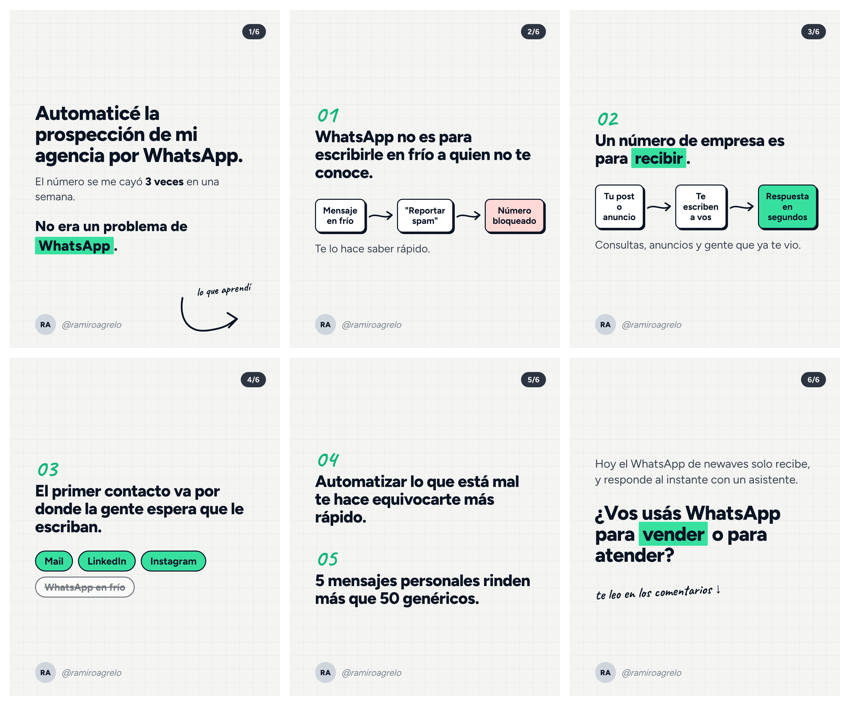 1/6
Automaticé la
prospección de mi
agencia por WhatsApp.
El número se me cayó 3 veces en una
semana.
No era un problema de
WhatsApp.
lo que aprendí
RA @ramiroagrelo
2/6
01
WhatsApp no es para
escribirle en frío a quien no te
conoce.
Mensaje
en frío
"Reportar
spam"
Número
bloqueado
Te lo hace saber rápido.
RA @ramiroagrelo
3/6
02
Un número de empresa es
para recibir.
Tu post
o
anuncio
Te
escriben
a vos
Respuesta
en
segundos
Consultas, anuncios y gente que ya te vio.
RA @ramiroagrelo
4/6
03
El primer contacto va por
donde la gente espera que le
escriban.
Mail LinkedIn Instagram
WhatsApp en frío
RA @ramiroagrelo
5/6
04
Automatizar lo que está mal
te hace equivocarte más
rápido.
05
5 mensajes personales rinden
más que 50 genéricos.
RA @ramiroagrelo
6/6
Hoy el WhatsApp de newaves solo recibe,
y responde al instante con un asistente.
¿Vos usás WhatsApp
para vender o para
atender?
te leo en los comentarios ↓
RA @ramiroagrelo